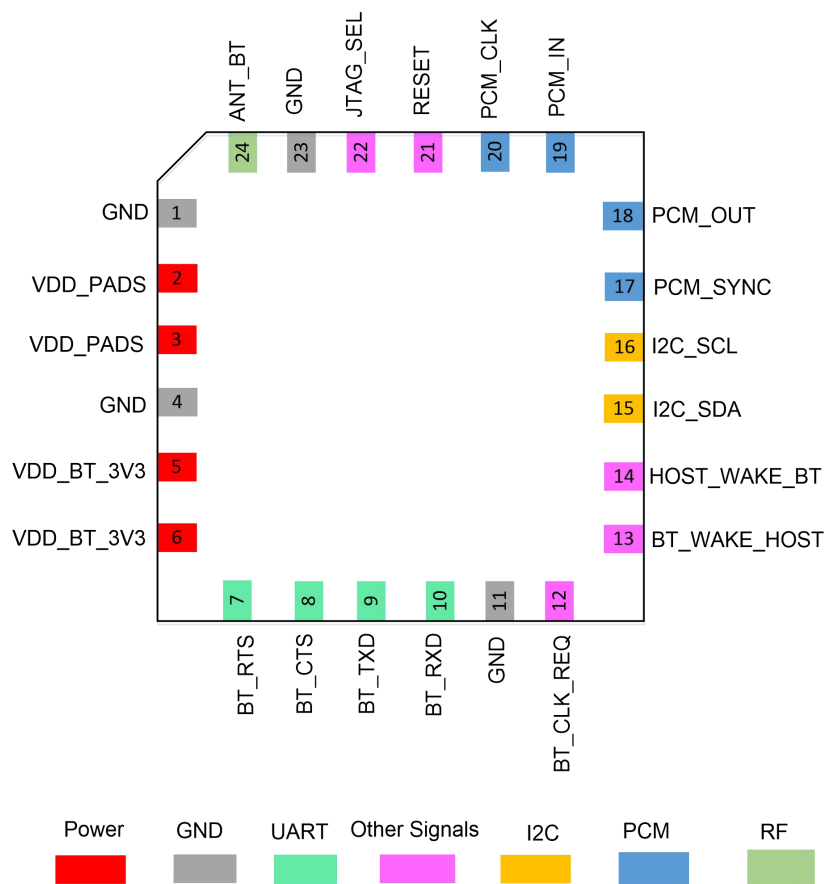 ANT_BT
GND
JTAG_SEL
RESET
PCM_CLK
PCM_IN
24
23
22
21
20
19
GND
1
18
PCM_OUT
VDD_PADS
2
17
PCM_SYNC
VDD_PADS
3
16
I2C_SCL
GND
4
15
I2C_SDA
VDD_BT_3V3
5
14
HOST_WAKE_BT
VDD_BT_3V3
6
13
BT_WAKE_HOST
7
8
9
10
11
12
BT_RTS
BT_CTS
BT_TXD
BT_RXD
GND
BT_CLK_REQ
Power
GND
UART
Other Signals
I2C
PCM
RF